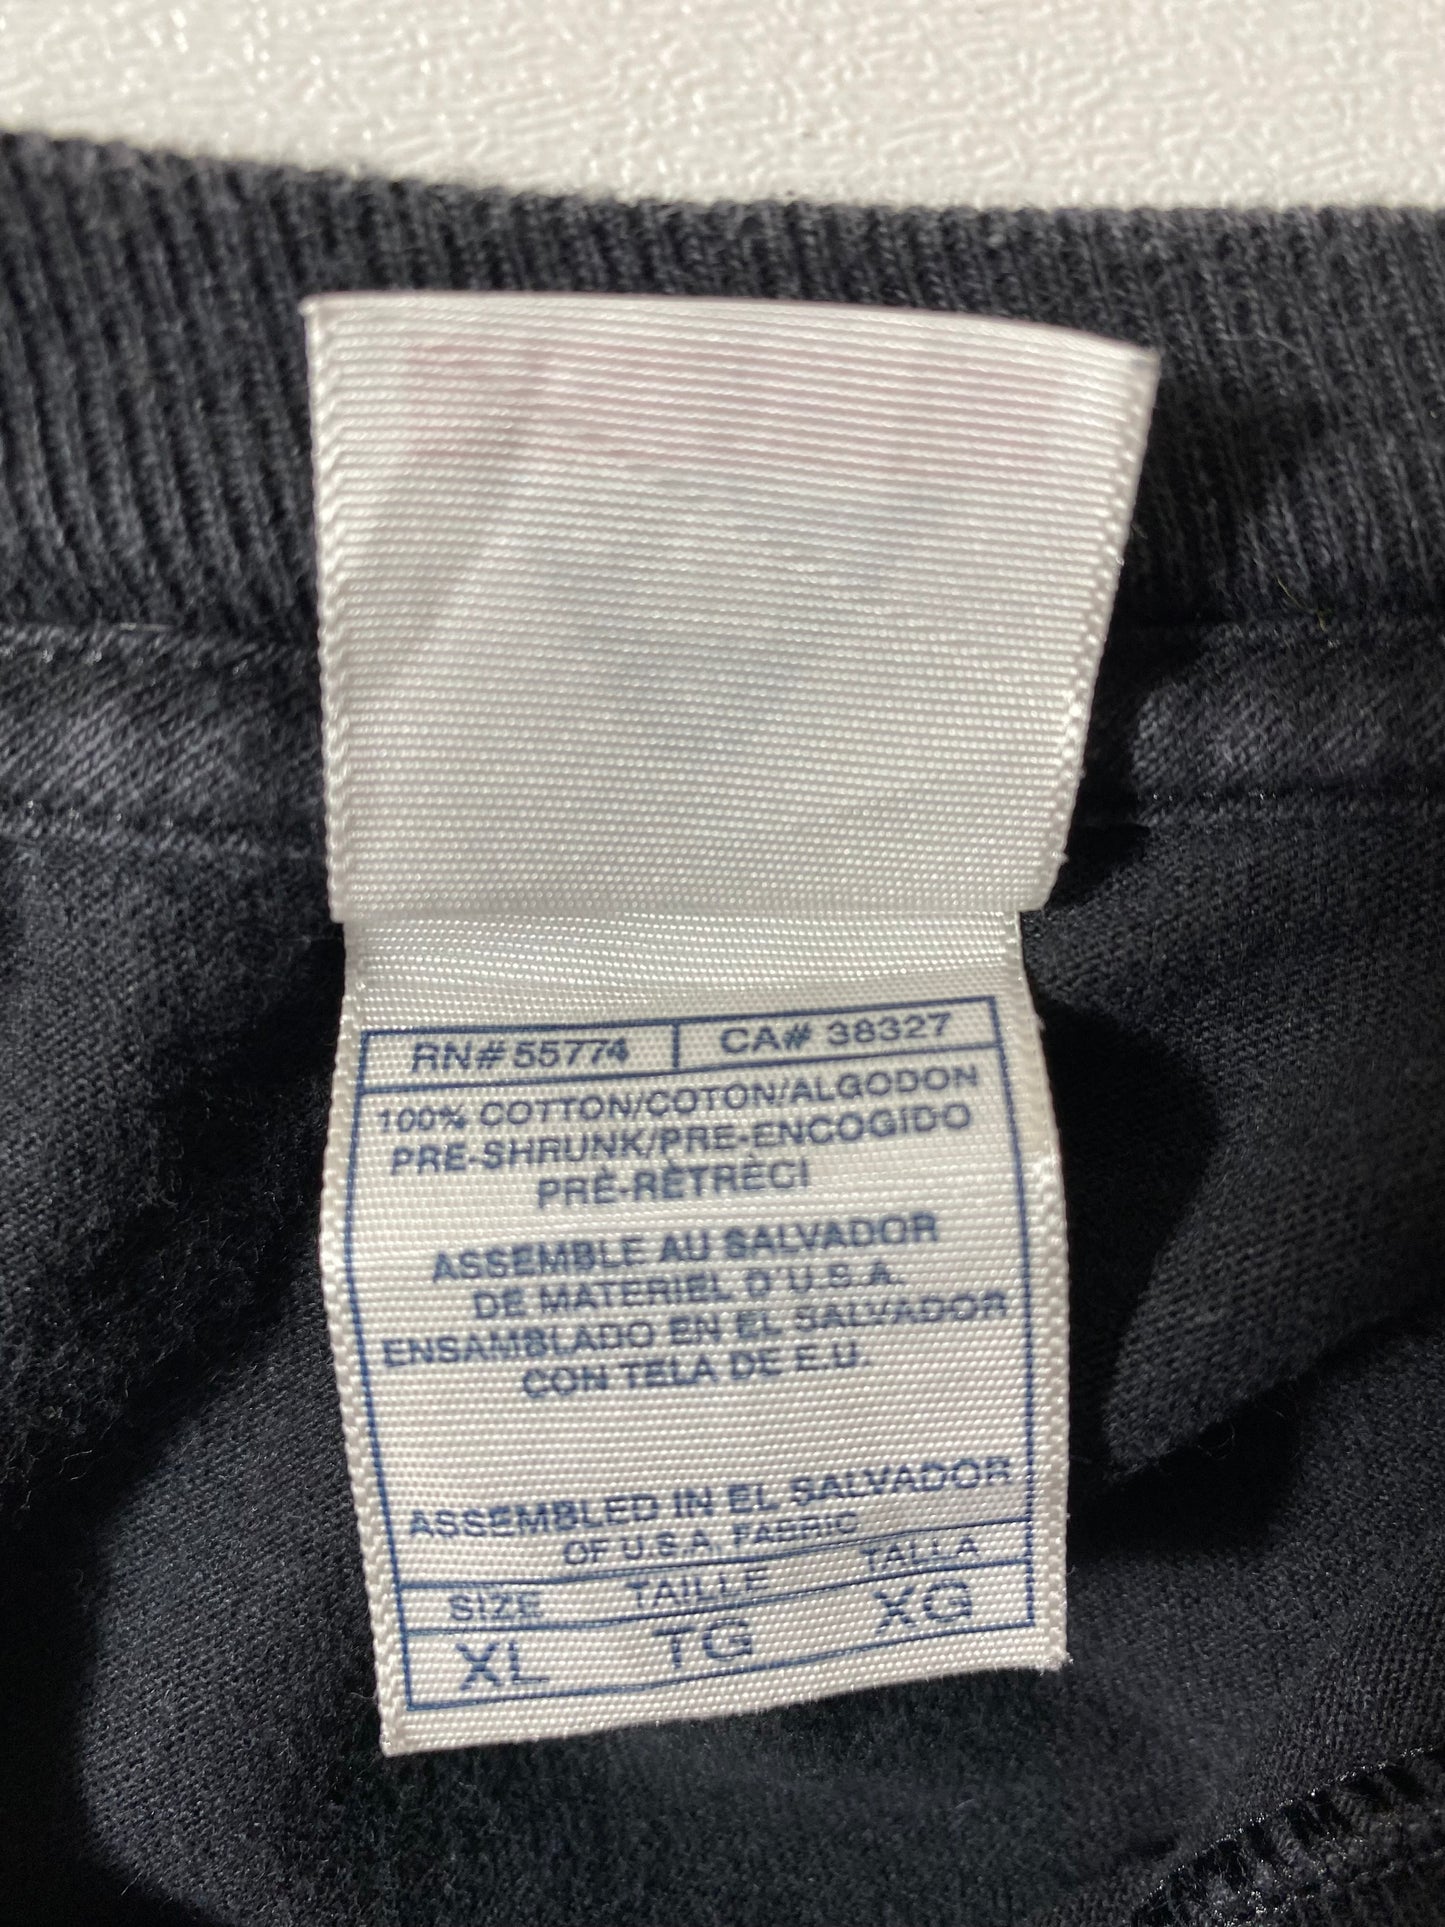 RN# 55774 CA# 38327
100% COTTON/COTON/ALGODON
PRE-SHRUNK/PRE-ENCOGIDO
PRÉ-RÉTRÉCI
ASSEMBLE AU SALVADOR
DE MATERIEL D'U.S.A.
ENSAMBLADO EN EL SALVADOR
CON TELA DE E.U.
ASSEMBLED IN EL SALVADOR
OF U.S.A. FABRIC
SIZE TAILLE TALLA
XL TG XG